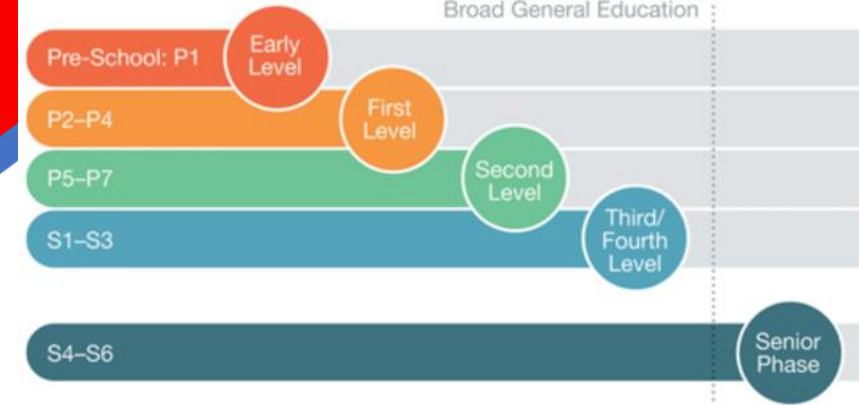 Broad General Education
Pre-School: P1
Early
Level
P2–P4
First
Level
P5–P7
Second
Level
S1–S3
Third/
Fourth
Level
S4–S6
Senior
Phase